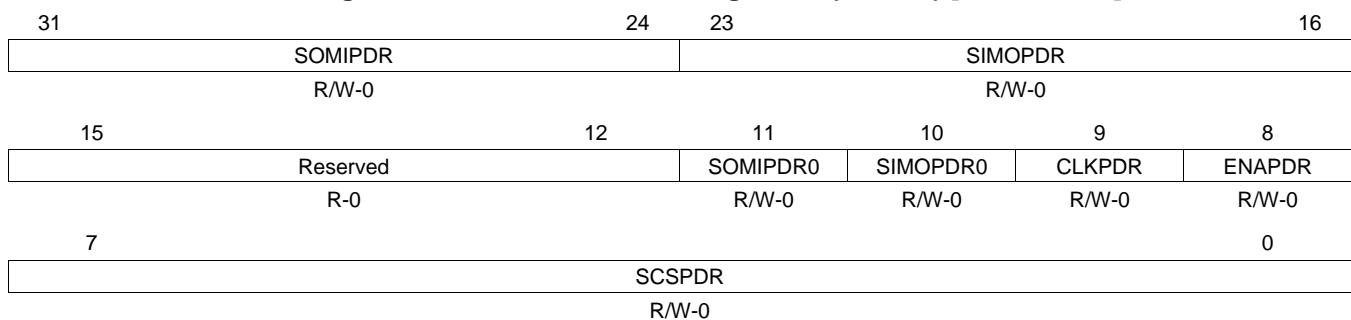 31 24 23 16
SOMIPDR SIMOPDR
R/W-0 R/W-0
15 12 11 10 9 8
Reserved SOMIPDR0 SIMOPDR0 CLKPDR ENAPDR
R-0 R/W-0 R/W-0 R/W-0 R/W-0
7 0
SCSPDR
R/W-0